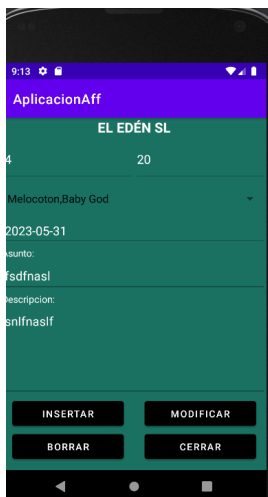 9:13
AplicacionAff
EL EDÉN SL
4 20
Melocoton,Baby God
2023-05-31
Asunto:
fsdfnasl
Descripcion:
snlfnaslf
INSERTAR MODIFICAR
BORRAR CERRAR